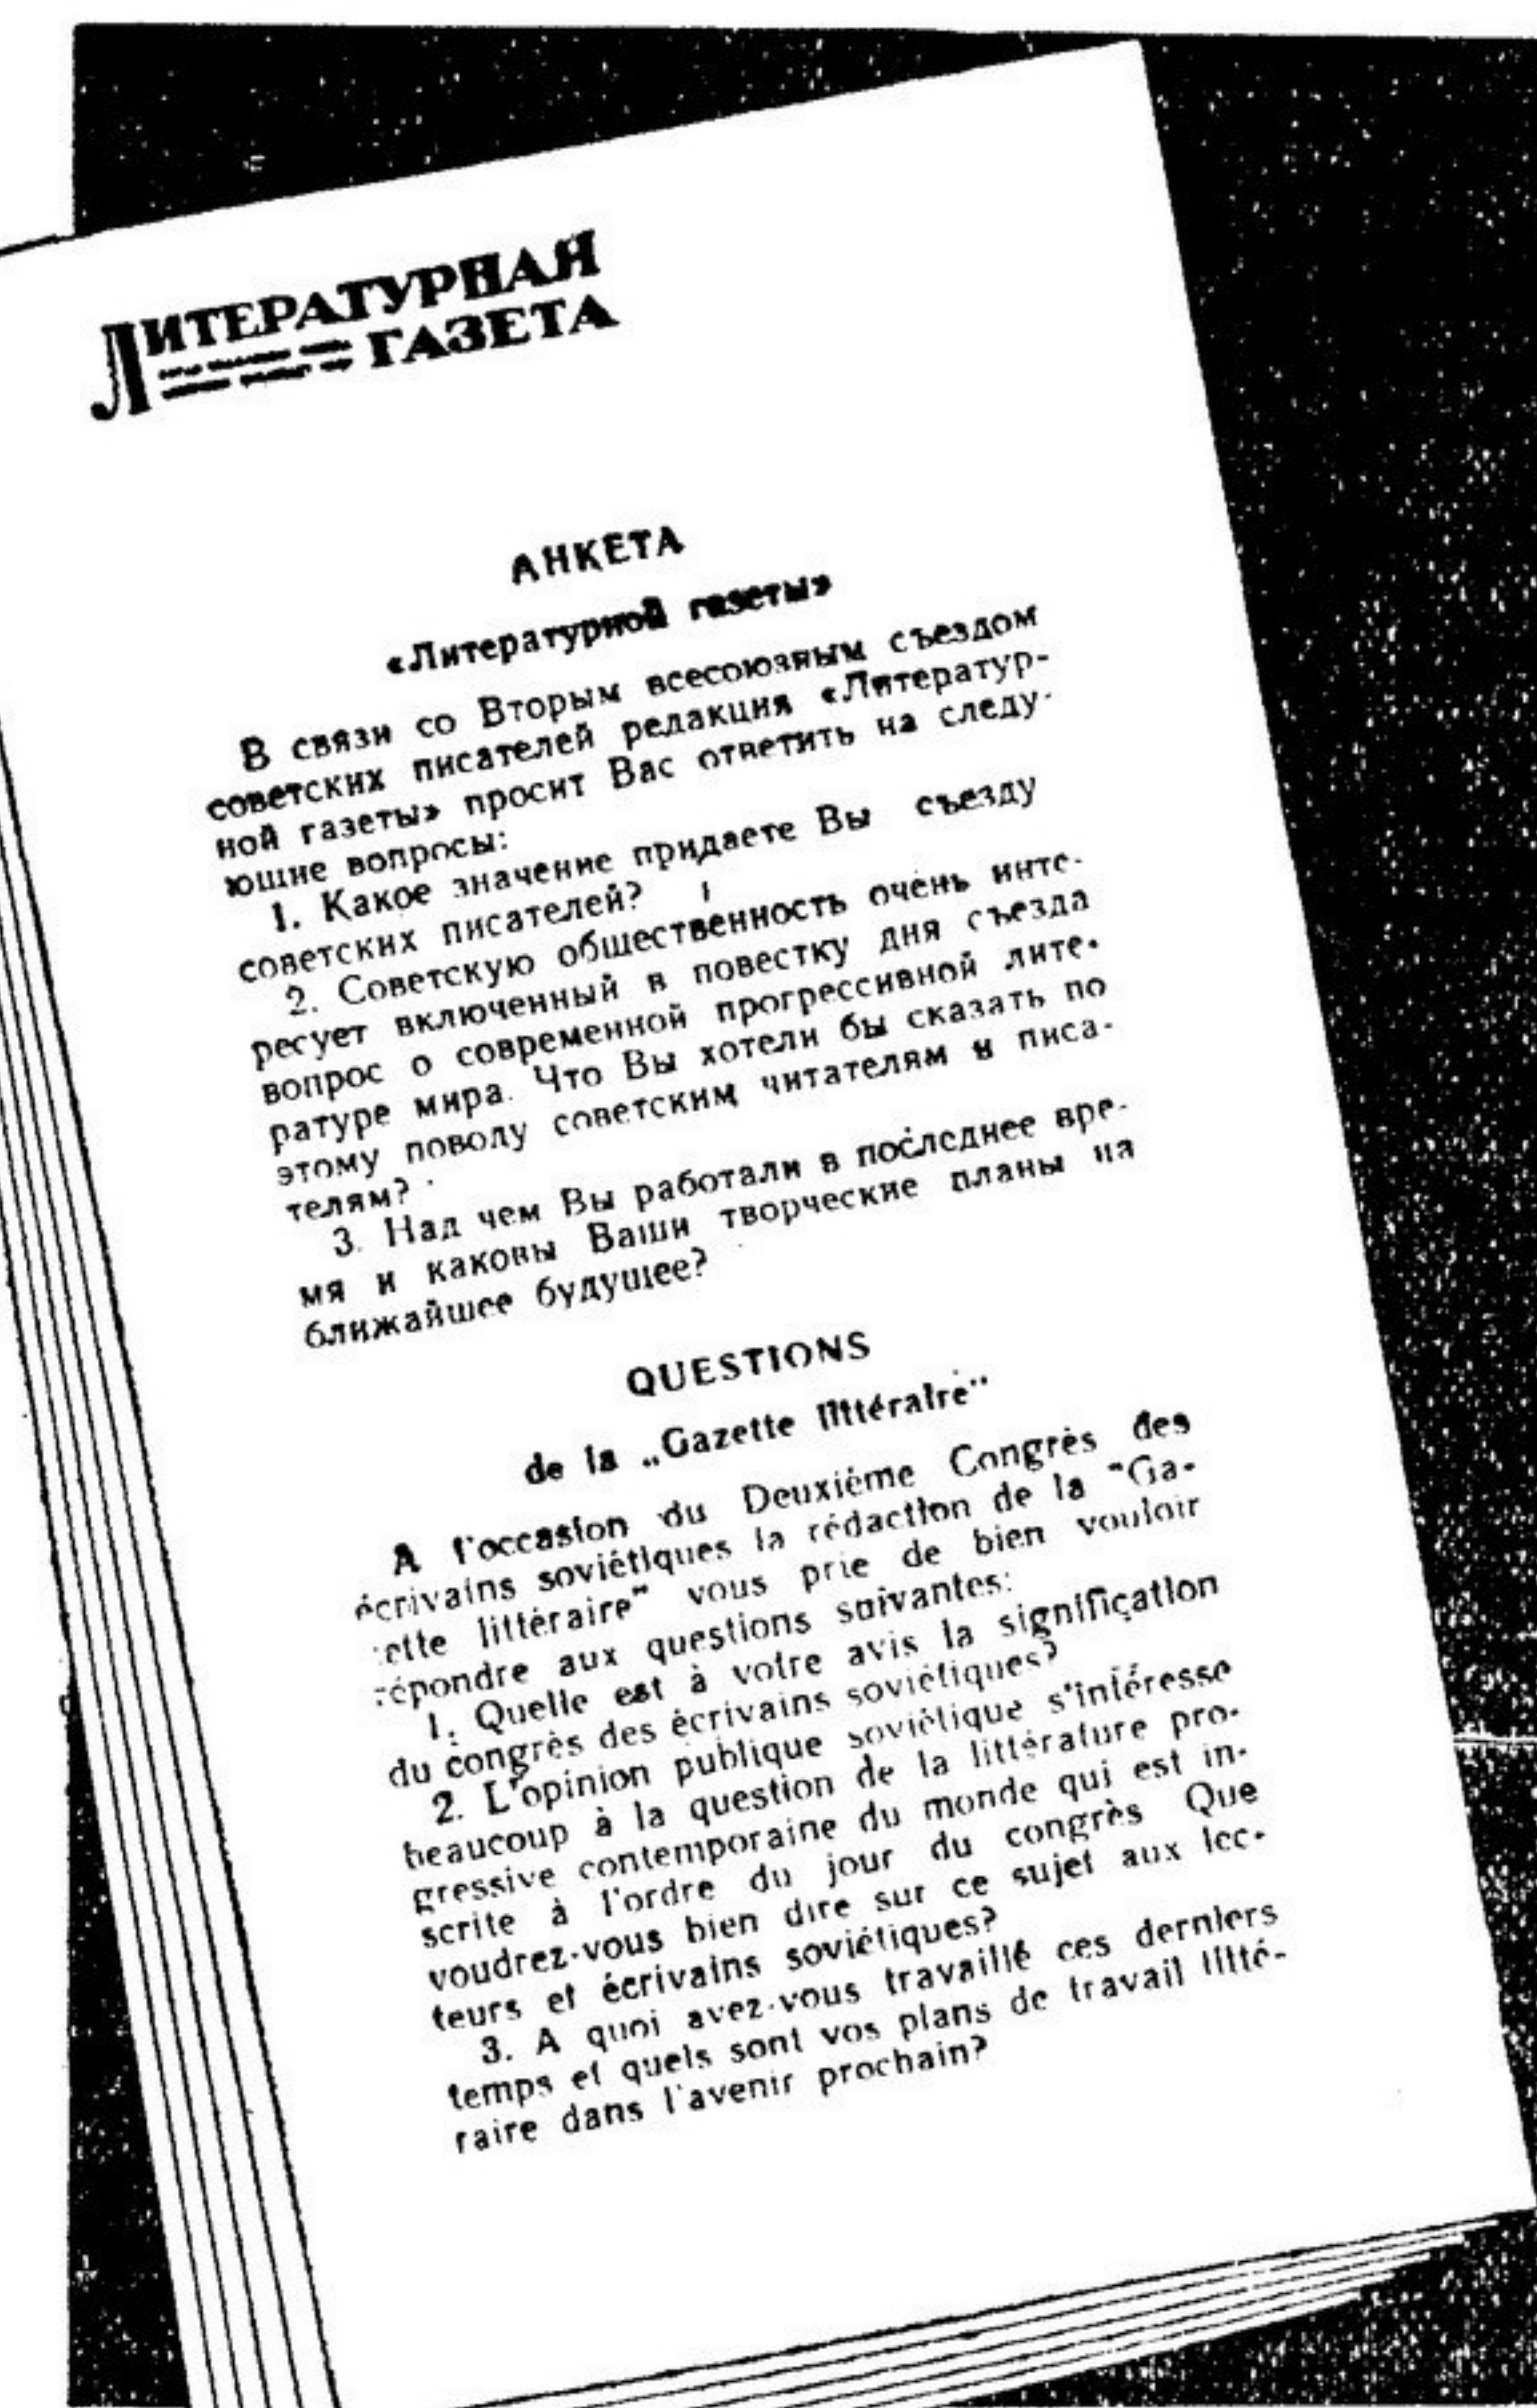 ЛИТЕРАТУРНАЯ
ГАЗЕТА
АНКЕТА
«Литературной газеты»
В связи со Вторым всесоюзным съездом
советских писателей редакция «Литератур-
ной газеты» просит Вас ответить на следу-
ющие вопросы:
1. Какое значение придаете Вы съезду
советских писателей?
2. Советскую общественность очень инте-
ресует включенный в повестку дня съезда
вопрос о современной прогрессивной лите-
ратуре мира. Что Вы хотели бы сказать по
этому поводу советским читателям и писа-
телям?
3. Над чем Вы работали в последнее вре-
мя и каковы Ваши творческие планы на
ближайшее будущее?
QUESTIONS
de la „Gazette littéraire"
A l'occasion du Deuxième Congrès des
écrivains soviétiques la rédaction de la "Ga-
zette littéraire" vous prie de bien vouloir
répondre aux questions suivantes:
1. Quelle est à votre avis la signifiçation
du congrès des écrivains soviétiques?
2. L'opinion publique soviétique s'intéresse
beaucoup à la question de la littérature pro-
gressive contemporaine du monde qui est in-
scrite à l'ordre du jour du congrès Que
voudrez-vous bien dire sur ce sujet aux lec-
teurs et écrivains soviétiques?
3. A quoi avez-vous travaillé ces derniers
temps et quels sont vos plans de travail litté-
raire dans l'avenir prochain?